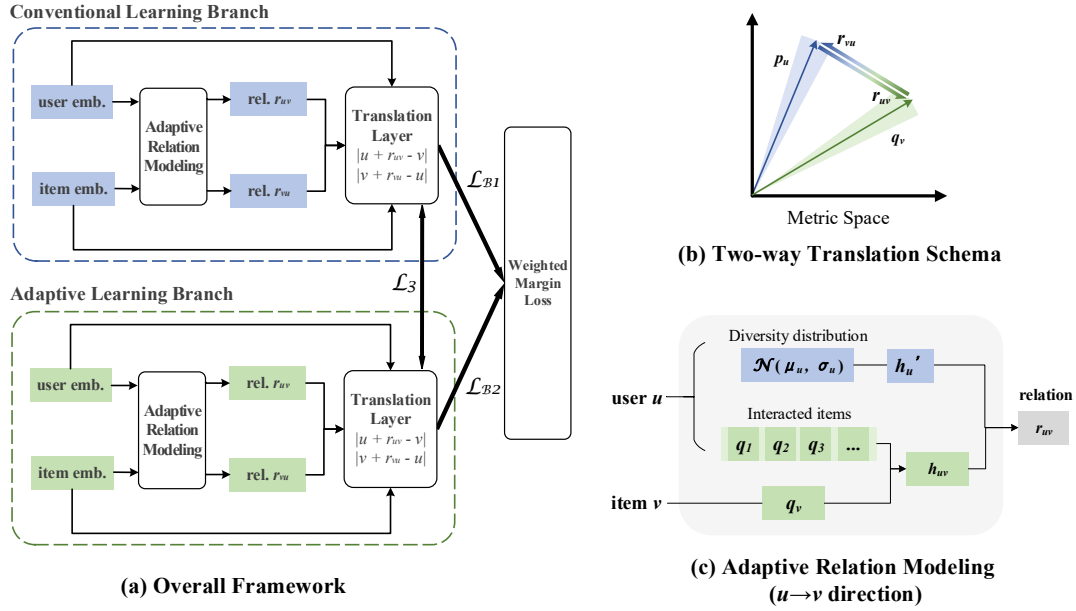 Conventional Learning Branch
user emb.
item emb.
Adaptive
Relation
Modeling
rel. r_uv
rel. r_vu
Translation
Layer
|u + r_uv - v|
|v + r_vu - u|
ℒ_B1
ℒ_3
ℒ_B2
Weighted
Margin
Loss
Adaptive Learning Branch
user emb.
item emb.
Adaptive
Relation
Modeling
rel. r_uv
rel. r_vu
Translation
Layer
|u + r_uv - v|
|v + r_vu - u|
(a) Overall Framework
p_u
r_vu
r_uv
q_v
Metric Space
(b) Two-way Translation Schema
Diversity distribution
𝒩( μ_u, σ_u)
h_u′
user u
Interacted items
q_1 q_2 q_3 ...
h_uv
item v
q_v
relation
r_uv
(c) Adaptive Relation Modeling
(u→v direction)